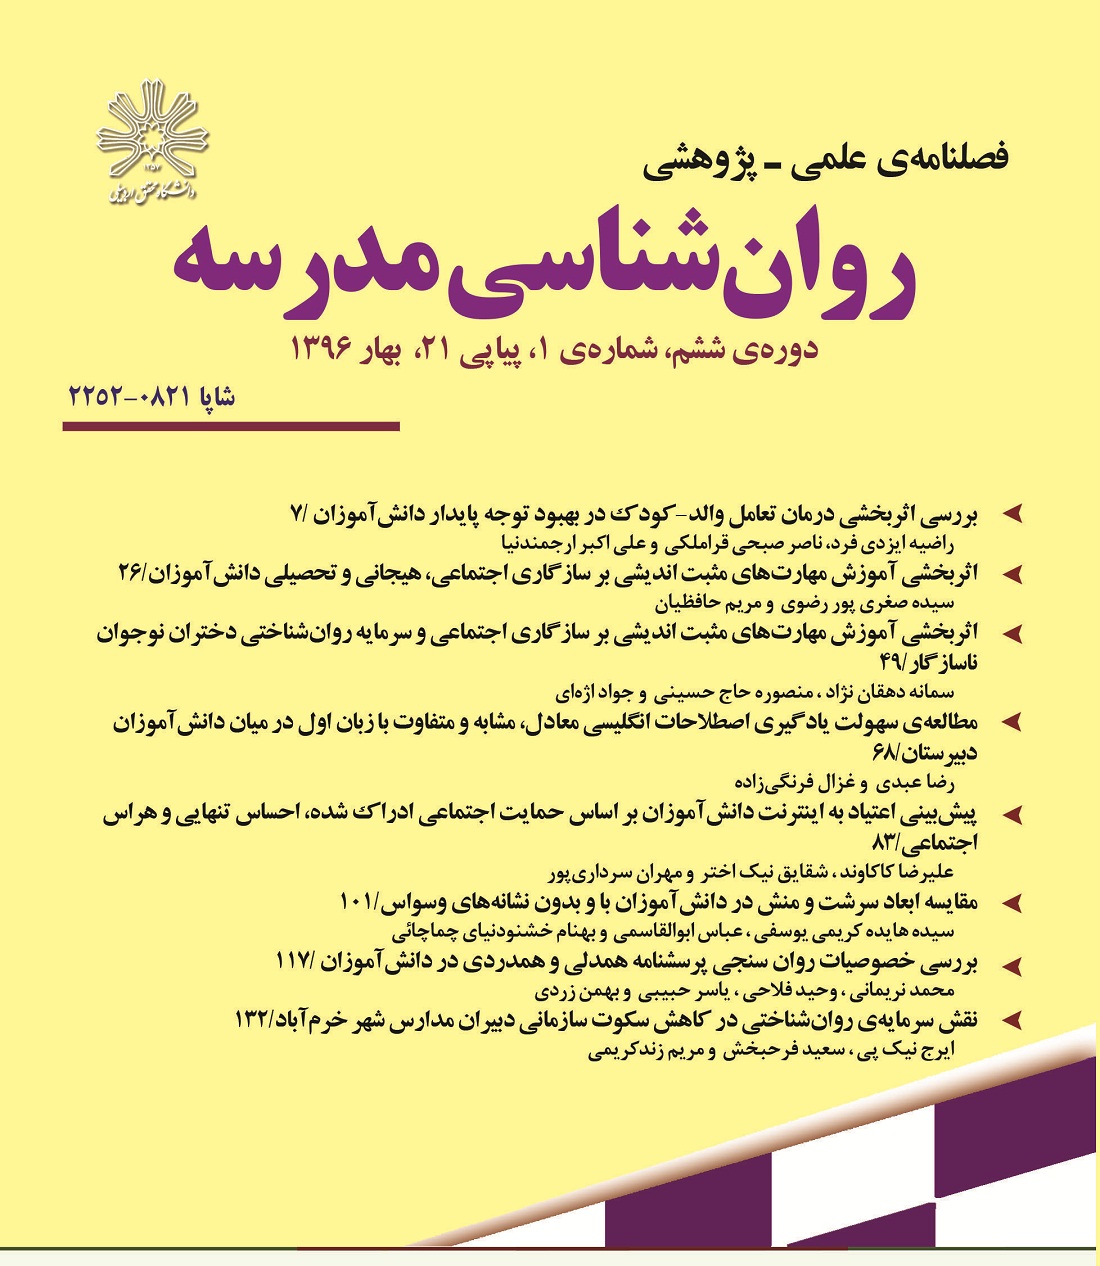 ۱۳۵۷
دانشگاه محقق اردبیلی
فصلنامه‌ی علمی ـ پژوهشی
روان‌شناسی مدرسه
دوره‌ی ششم، شماره‌ی ۱، پیاپی ۲۱، بهار ۱۳۹۶
شاپا ۰۸۲۱-۲۲۵۲
بررسی اثربخشی درمان تعامل والد-کودک در بهبود توجه پایدار دانش‌آموزان /۷
راضیه ایزدی فرد، ناصر صبحی قراملکی و علی اکبر ارجمندنیا
اثربخشی آموزش مهارت‌های مثبت اندیشی بر سازگاری اجتماعی، هیجانی و تحصیلی دانش‌آموزان/۲۶
سیده صغری پور رضوی و مریم حافظیان
اثربخشی آموزش مهارت‌های مثبت اندیشی بر سازگاری اجتماعی و سرمایه روان‌شناختی دختران نوجوان
ناسازگار/۴۹
سمانه دهقان نژاد ، منصوره حاج حسینی و جواد اژه‌ای
مطالعه‌ی سهولت یادگیری اصطلاحات انگلیسی معادل، مشابه و متفاوت با زبان اول در میان دانش‌آموزان
دبیرستان/۶۸
رضا عبدی و غزال فرنگی‌زاده
پیش‌بینی اعتیاد به اینترنت دانش‌آموزان بر اساس حمایت اجتماعی ادراک شده، احساس تنهایی و هراس
اجتماعی/۸۳
علیرضا کاکاوند ، شقایق نیک اختر و مهران سرداری‌پور
مقایسه ابعاد سرشت و منش در دانش‌آموزان با و بدون نشانه‌های وسواس/۱۰۱
سیده هایده کریمی یوسفی ، عباس ابوالقاسمی و بهنام خشنودنیای چماچائی
بررسی خصوصیات روان سنجی پرسشنامه همدلی و همدردی در دانش‌آموزان /۱۱۷
محمد نریمانی ، وحید فلاحی ، یاسر حبیبی و بهمن زردی
نقش سرمایه‌ی روان‌شناختی در کاهش سکوت سازمانی دبیران مدارس شهر خرم‌آباد/۱۳۲
ایرج نیک پی ، سعید فرحبخش و مریم زندکریمی